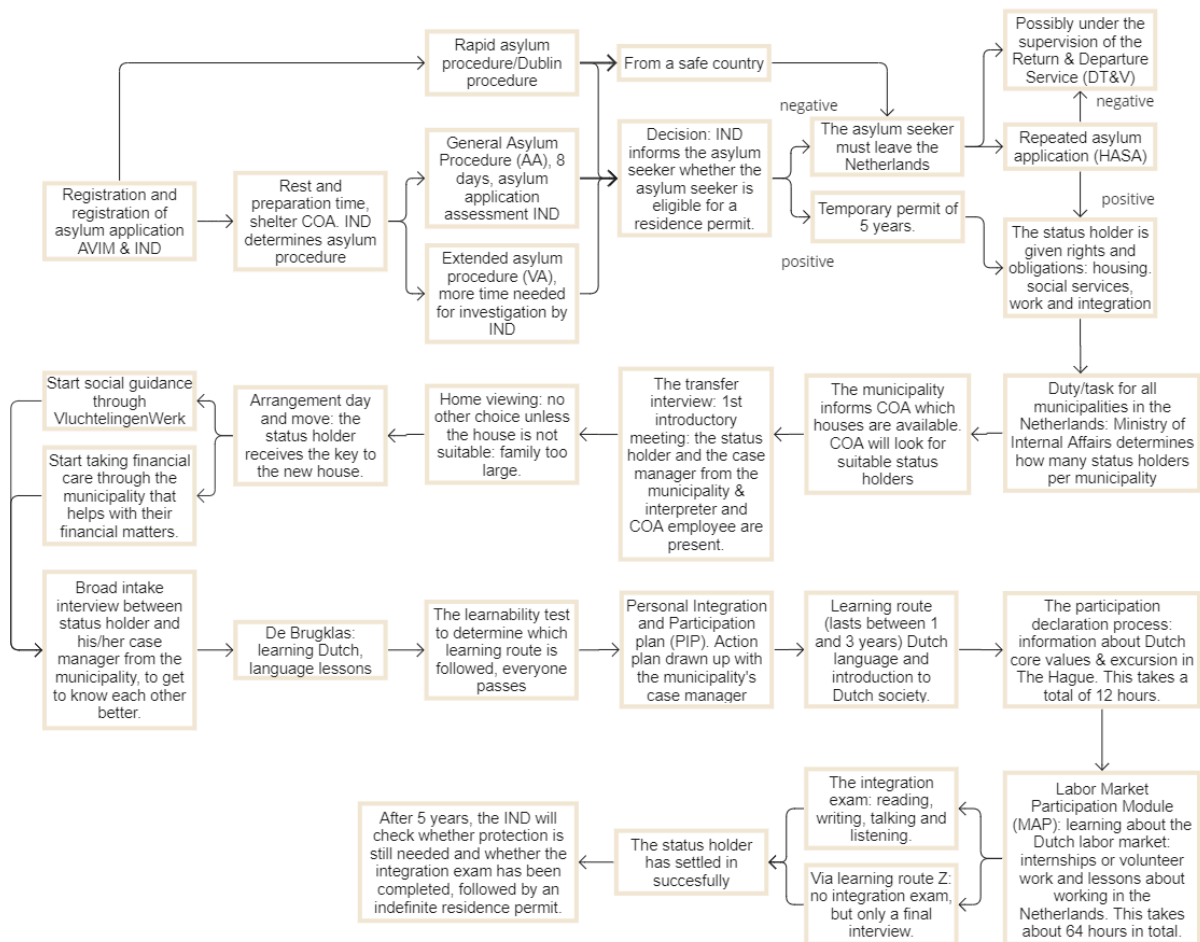 Rapid asylum
procedure/Dublin
procedure
From a safe country
Possibly under the
supervision of the
Return & Departure
Service (DT&V)
negative
negative
General Asylum
Procedure (AA), 8
days, asylum
application
assessment IND
Decision: IND
informs the asylum
seeker whether the
asylum seeker is
eligible for a
residence permit.
The asylum seeker
must leave the
Netherlands
Repeated asylum
application (HASA)
Registration and
registration of
asylum application
AVIM & IND
Rest and
preparation time,
shelter COA. IND
determines asylum
procedure
Extended asylum
procedure (VA),
more time needed
for investigation by
IND
positive
Temporary permit of
5 years.
positive
The status holder is
given rights and
obligations: housing.
social services,
work and integration
Duty/task for all
municipalities in the
Netherlands: Ministry of
Internal Affairs determines
how many status holders
per municipality
The municipality
informs COA which
houses are available.
COA will look for
suitable status
holders
The transfer
interview: 1st
introductory
meeting: the status
holder and the case
manager from the
municipality &
interpreter and
COA employee are
present.
Home viewing: no
other choice unless
the house is not
suitable: family too
large.
Arrangement day
and move: the
status holder
receives the key to
the new house.
Start social guidance
through
VluchtelingenWerk
Start taking financial
care through the
municipality that
helps with their
financial matters.
Broad intake
interview between
status holder and
his/her case
manager from the
municipality, to get
to know each other
better.
De Brugklas:
learning Dutch,
language lessons
The learnability test
to determine which
learning route is
followed, everyone
passes
Personal Integration
and Participation
plan (PIP). Action
plan drawn up with
the municipality's
case manager
Learning route
(lasts between 1
and 3 years) Dutch
language and
introduction to
Dutch society.
The participation
declaration process:
information about Dutch
core values & excursion in
The Hague. This takes a
total of 12 hours.
Labor Market
Participation Module
(MAP): learning about the
Dutch labor market:
internships or volunteer
work and lessons about
working in the
Netherlands. This takes
about 64 hours in total.
The integration
exam: reading,
writing, talking and
listening.
Via learning route Z:
no integration exam,
but only a final
interview.
The status holder
has settled in
succesfully
After 5 years, the IND will
check whether protection is
still needed and whether the
integration exam has been
completed, followed by an
indefinite residence permit.